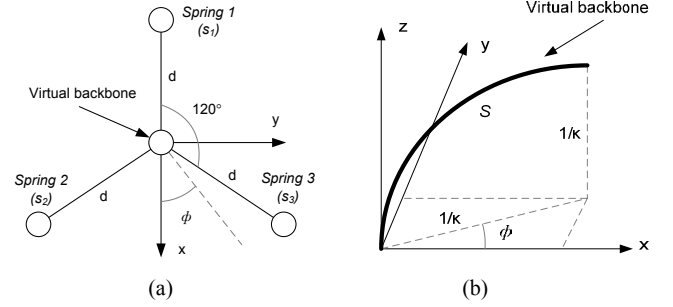 Spring 1
(s1)
d
Virtual backbone
120°
y
Spring 2
(s2)
d
d
Spring 3
(s3)
ϕ
x
(a)
Virtual backbone
z
y
S
1/κ
1/κ
ϕ
x
(b)